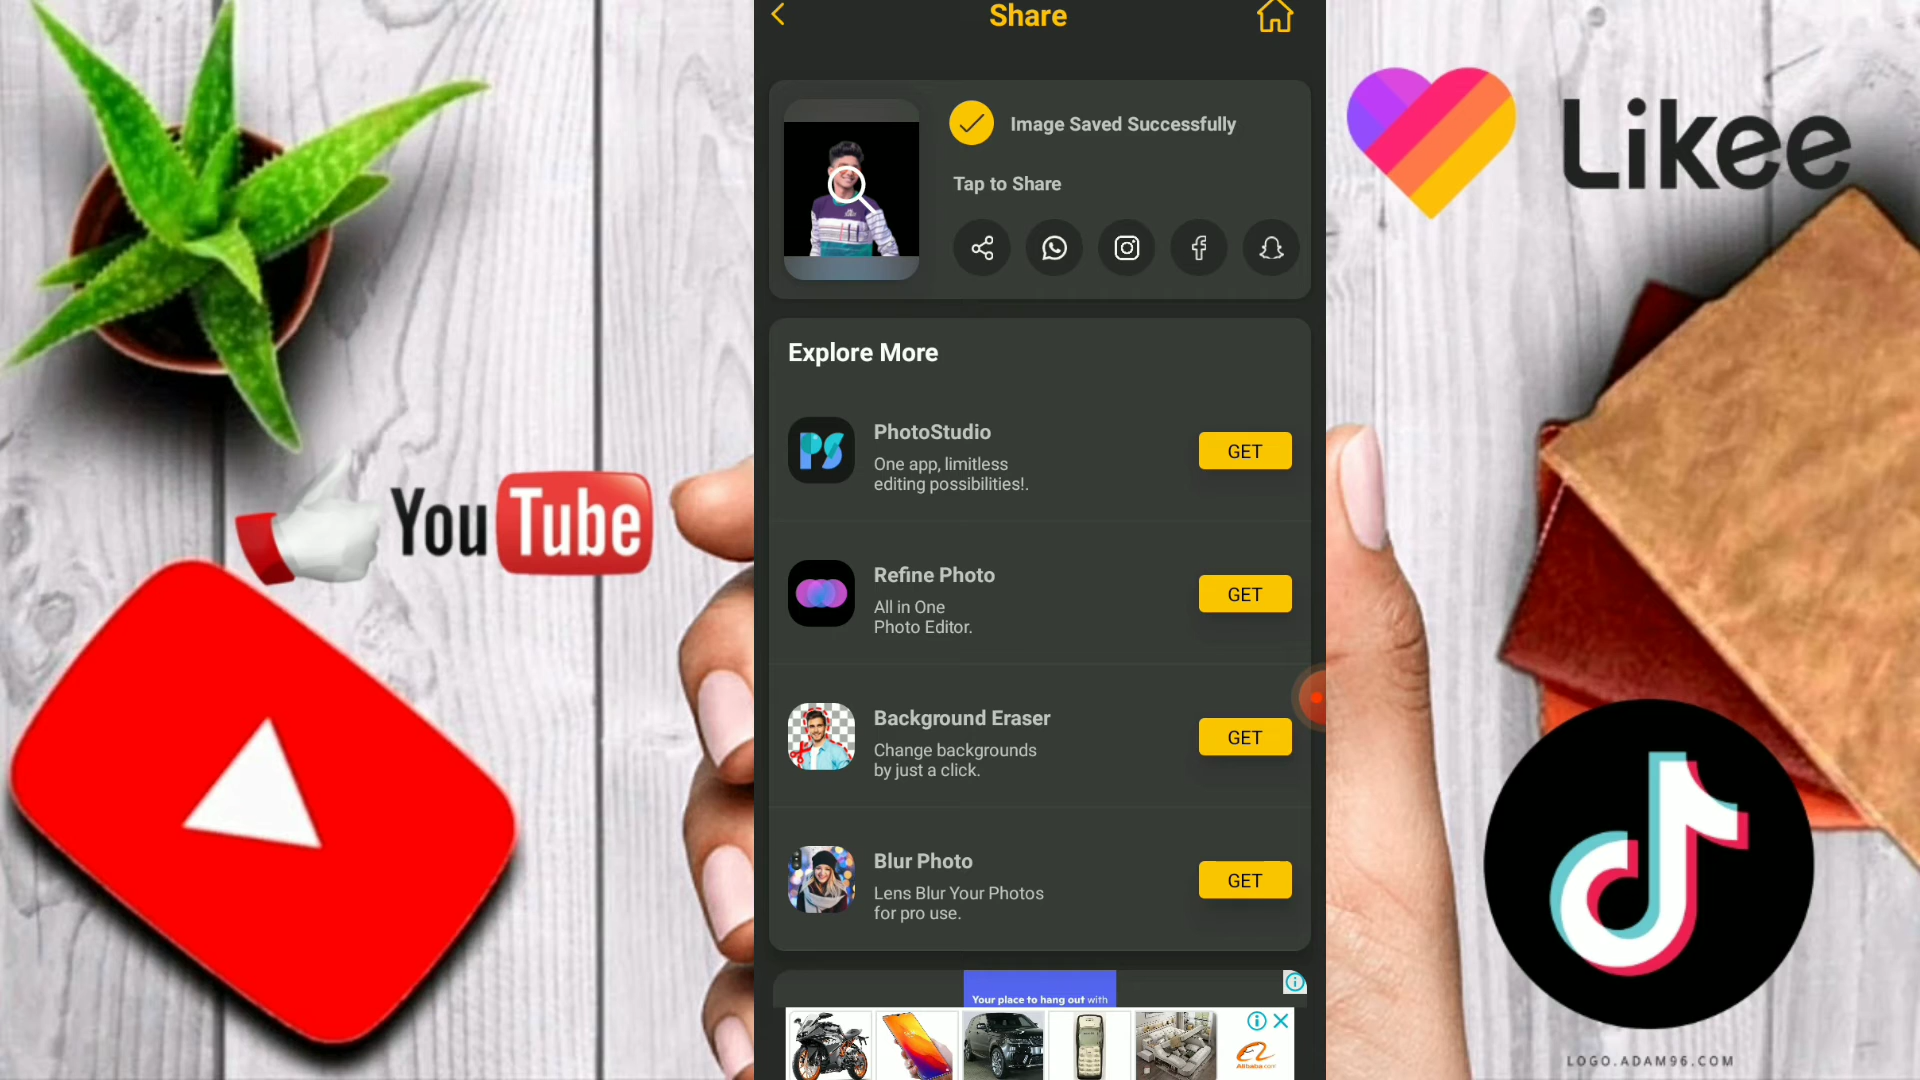 Share
Image Saved Successfully
Tap to Share
Explore More
PhotoStudio
One app, limitless
editing possibilities!.
GET
Refine Photo
All in One
Photo Editor.
GET
Background Eraser
Change backgrounds
by just a click.
GET
Blur Photo
Lens Blur Your Photos
for pro use.
GET
Your place to hang out with
Alibaba.com
YouTube
Likee
LOGO.ADAM96.COM